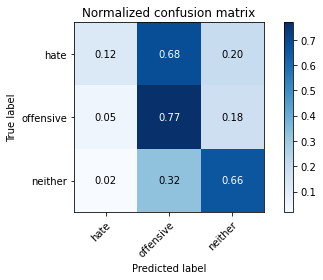 Normalized confusion matrix
True label
hate
0.12 0.68 0.20
offensive
0.05 0.77 0.18
neither
0.02 0.32 0.66
hate
offensive
neither
Predicted label
0.7
0.6
0.5
0.4
0.3
0.2
0.1